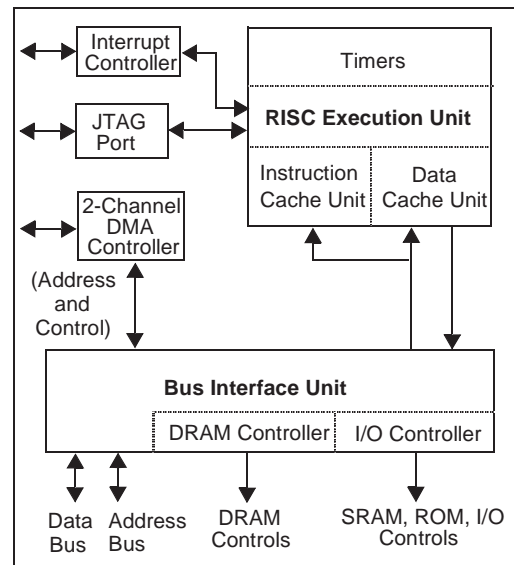 Interrupt
Controller
Timers
RISC Execution Unit
JTAG
Port
Instruction
Cache Unit
Data
Cache Unit
2-Channel
DMA
Controller
(Address
and
Control)
Bus Interface Unit
DRAM Controller
I/O Controller
Data
Bus
Address
Bus
DRAM
Controls
SRAM, ROM, I/O
Controls